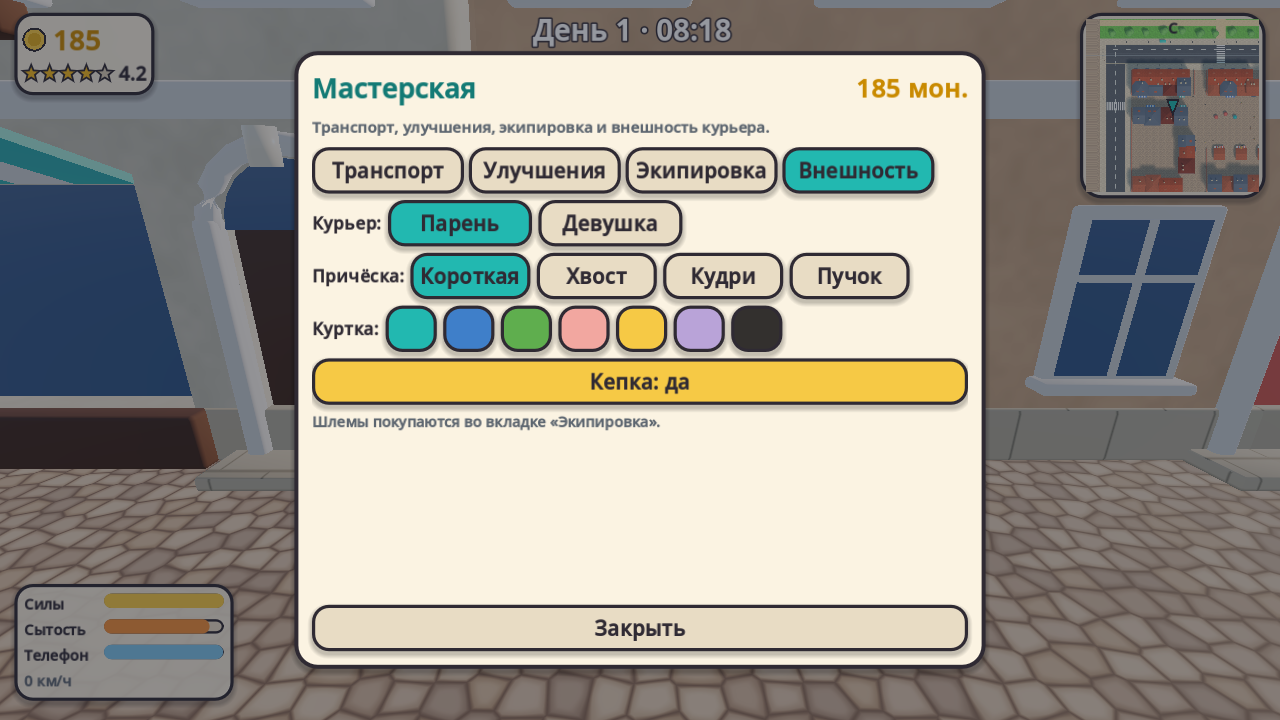 185
4.2
День 1 · 08:18
С
Мастерская
185 мон.
Транспорт, улучшения, экипировка и внешность курьера.
Транспорт Улучшения Экипировка Внешность
Курьер: Парень Девушка
Причёска: Короткая Хвост Кудри Пучок
Куртка:
Кепка: да
Шлемы покупаются во вкладке «Экипировка».
Закрыть
Силы
Сытость
Телефон
0 км/ч